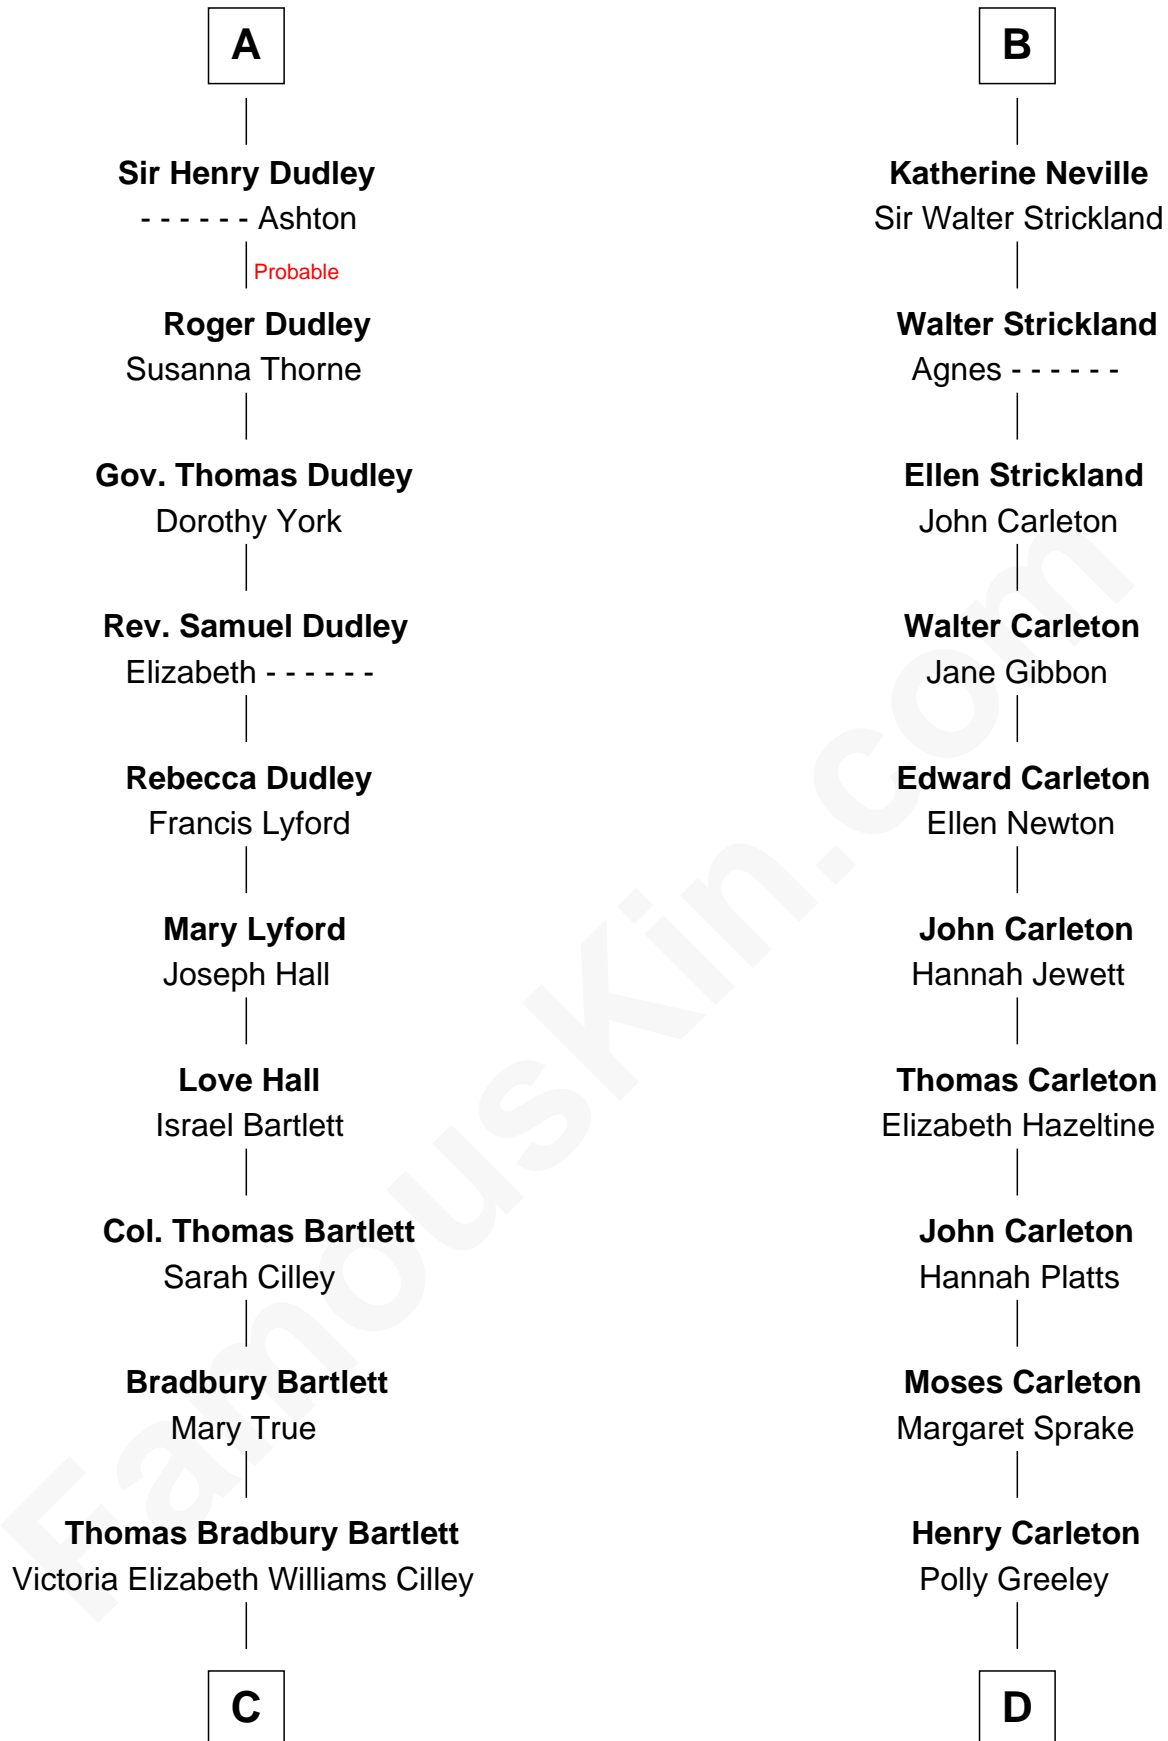 A
Sir Henry Dudley
- - - - - - Ashton
Probable
Roger Dudley
Susanna Thorne
Gov. Thomas Dudley
Dorothy York
Rev. Samuel Dudley
Elizabeth - - - - - -
Rebecca Dudley
Francis Lyford
Mary Lyford
Joseph Hall
Love Hall
Israel Bartlett
Col. Thomas Bartlett
Sarah Cilley
Bradbury Bartlett
Mary True
Thomas Bradbury Bartlett
Victoria Elizabeth Williams Cilley
C
B
Katherine Neville
Sir Walter Strickland
Walter Strickland
Agnes - - - - - -
Ellen Strickland
John Carleton
Walter Carleton
Jane Gibbon
Edward Carleton
Ellen Newton
John Carleton
Hannah Jewett
Thomas Carleton
Elizabeth Hazeltine
John Carleton
Hannah Platts
Moses Carleton
Margaret Sprake
Henry Carleton
Polly Greeley
D
FamousKin.com